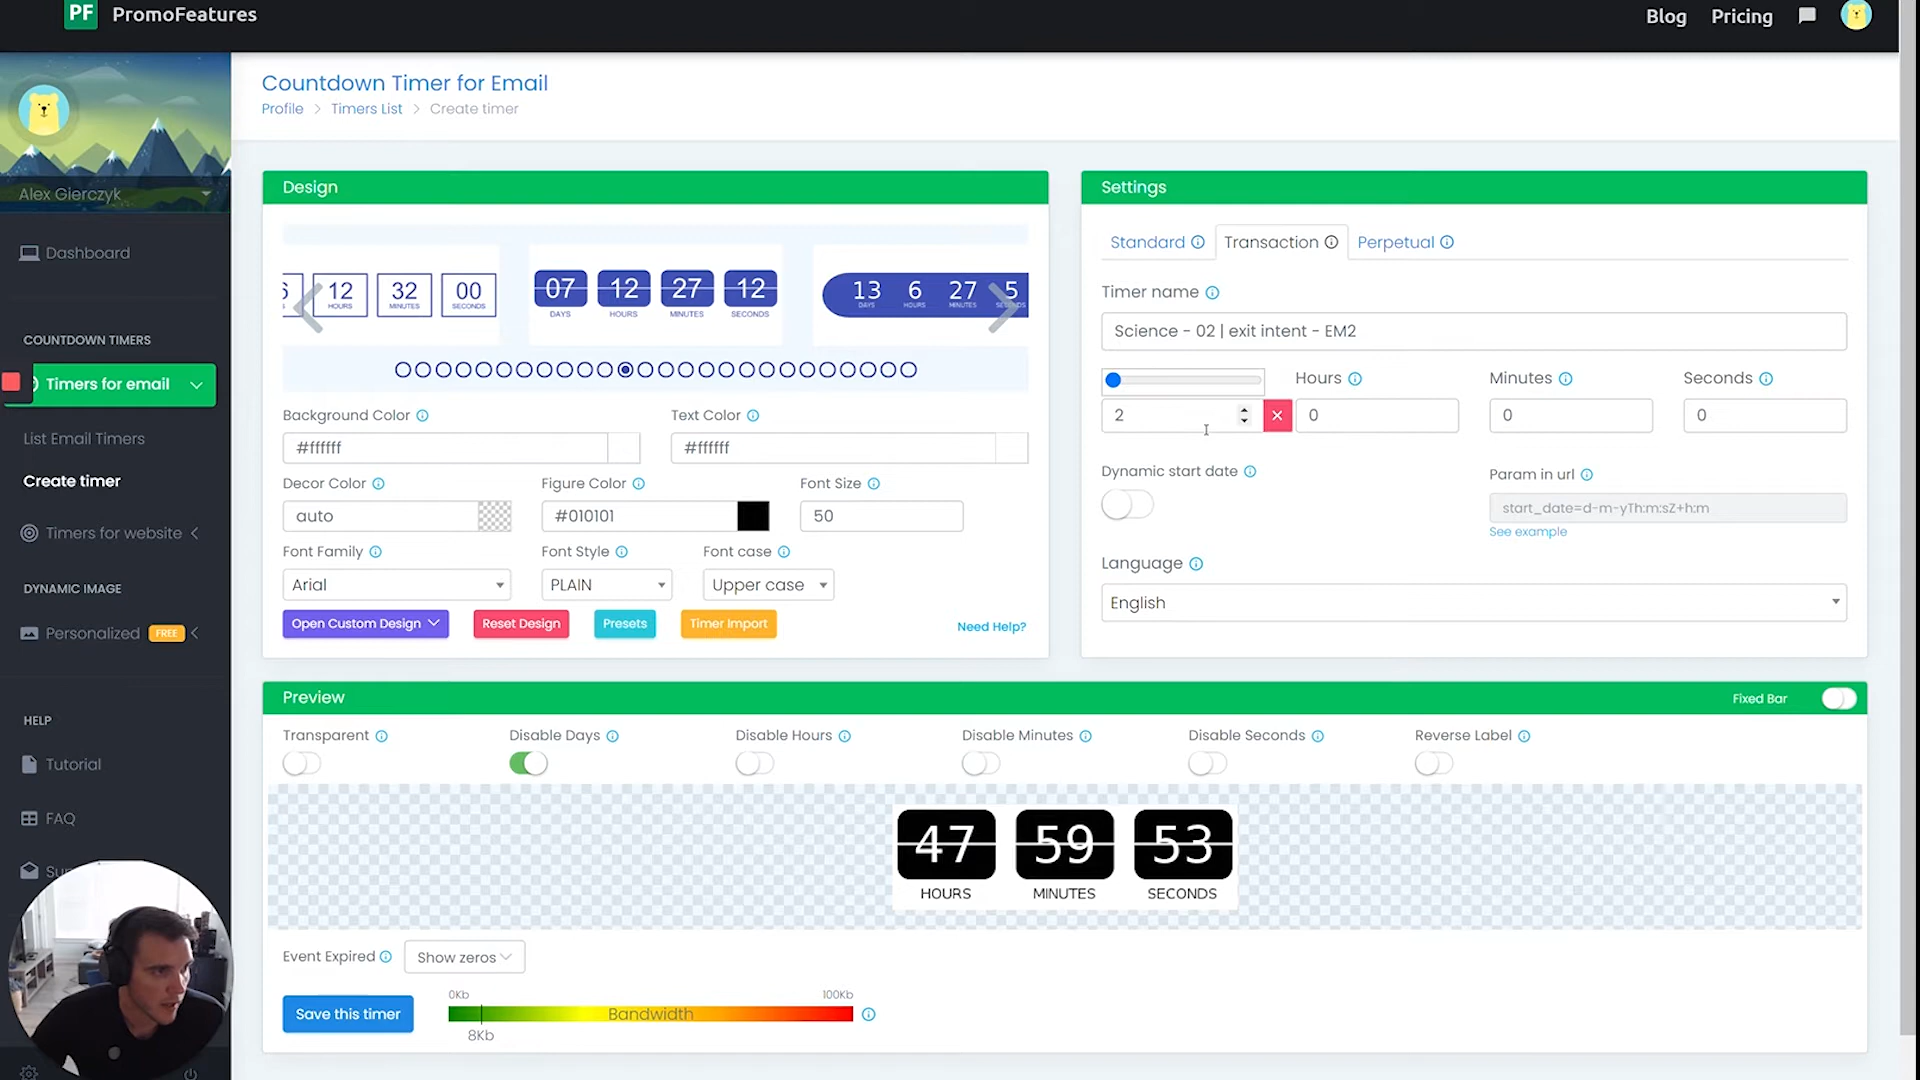 PF PromoFeatures
Blog Pricing
Countdown Timer for Email
Profile > Timers List > Create timer
Alex Gierczyk
Dashboard
COUNTDOWN TIMERS
Timers for email
List Email Timers
Create timer
Timers for website
DYNAMIC IMAGE
Personalized FREE
HELP
Tutorial
FAQ
Design
12 32 00
HOURS MINUTES SECONDS
07 12 27 12
DAYS HOURS MINUTES SECONDS
13 6 27 5
DAYS HOURS MINUTES SECONDS
Background Color Text Color
#ffffff #ffffff
Decor Color Figure Color Font Size
auto #010101 50
Font Family Font Style Font case
Arial PLAIN Upper case
Open Custom Design Reset Design Presets Timer Import Need Help?
Settings
Standard Transaction Perpetual
Timer name
Science - 02 | exit intent - EM2
Hours Minutes Seconds
2 0 0 0
Dynamic start date Param in url
start_date=d-m-yTh:m:sZ+h:m
See example
Language
English
Preview Fixed Bar
Transparent Disable Days Disable Hours Disable Minutes Disable Seconds Reverse Label
47 59 53
HOURS MINUTES SECONDS
Event Expired Show zeros
0Kb 100Kb
Save this timer Bandwidth
8Kb